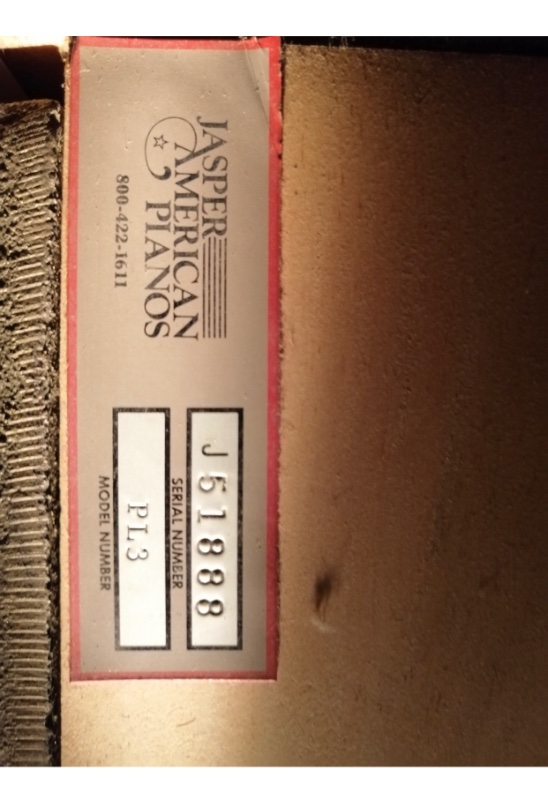 JASPER
AMERICAN
PIANOS
800-422-1611
J51888
SERIAL NUMBER
PL3
MODEL NUMBER